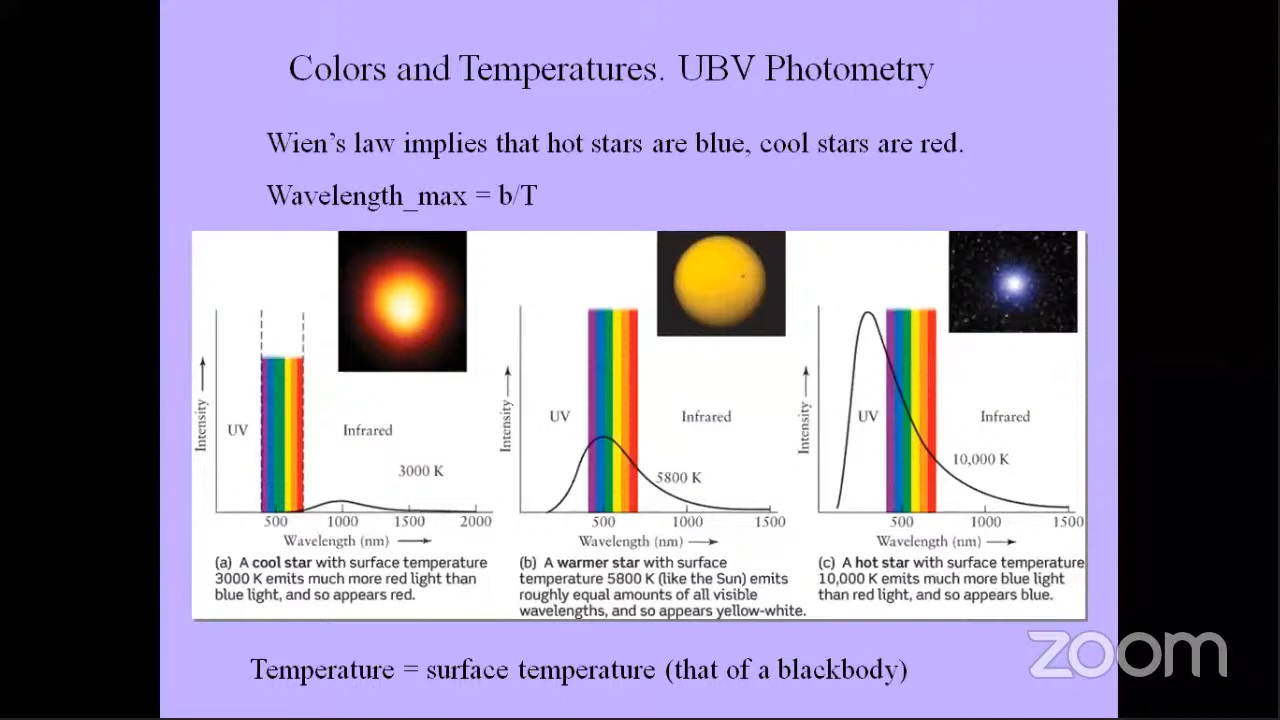 Colors and Temperatures. UBV Photometry
Wien's law implies that hot stars are blue, cool stars are red.
Wavelength_max = b/T
Intensity
UV
Infrared
3000 K
500
1000
1500
2000
Wavelength (nm)
(a) A cool star with surface temperature
3000 K emits much more red light than
blue light, and so appears red.
Intensity
UV
Infrared
5800 K
500
1000
1500
Wavelength (nm)
(b) A warmer star with surface
temperature 5800 K (like the Sun) emits
roughly equal amounts of all visible
wavelengths, and so appears yellow-white.
Intensity
UV
Infrared
10,000 K
500
1000
1500
Wavelength (nm)
(c) A hot star with surface temperature
10,000 K emits much more blue light
than red light, and so appears blue.
Temperature = surface temperature (that of a blackbody)
zoom